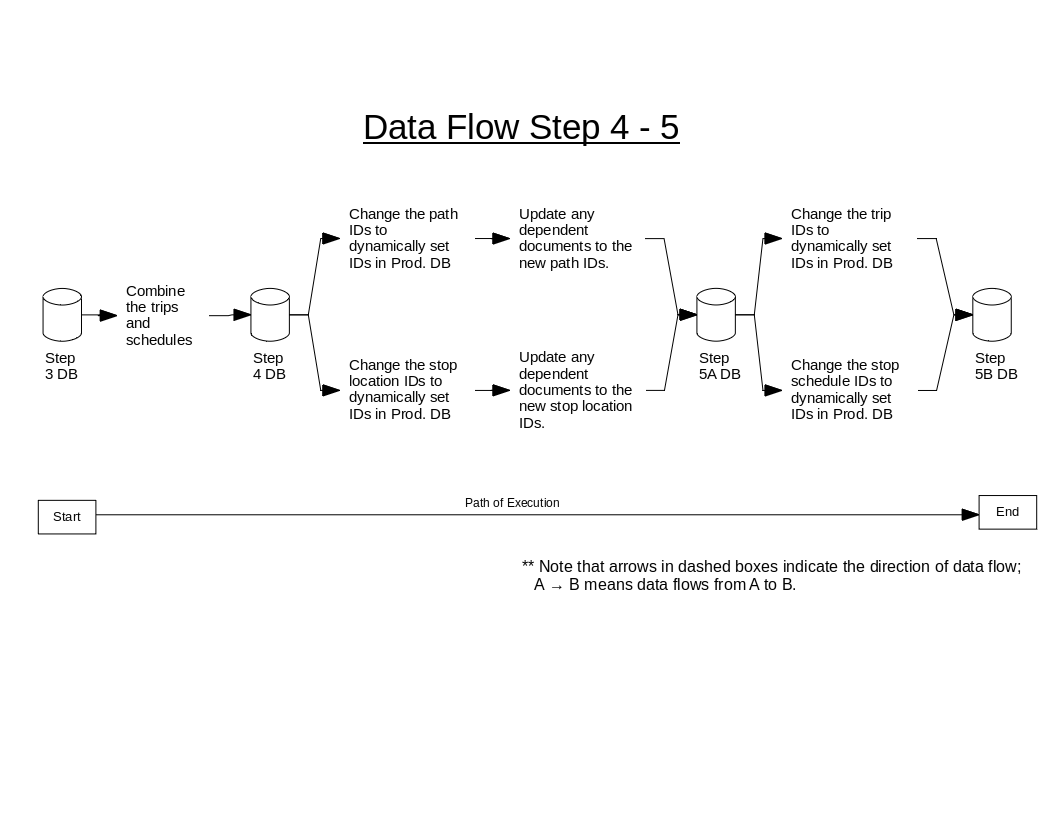 Data Flow Step 4 - 5
Combine
the trips
and
schedules
Step
3 DB
Step
4 DB
Change the path
IDs to
dynamically set
IDs in Prod. DB
Update any
dependent
documents to the
new path IDs.
Change the stop
location IDs to
dynamically set
IDs in Prod. DB
Update any
dependent
documents to the
new stop location
IDs.
Step
5A DB
Change the trip
IDs to
dynamically set
IDs in Prod. DB
Change the stop
schedule IDs to
dynamically set
IDs in Prod. DB
Step
5B DB
Start
Path of Execution
End
** Note that arrows in dashed boxes indicate the direction of data flow;
A → B means data flows from A to B.